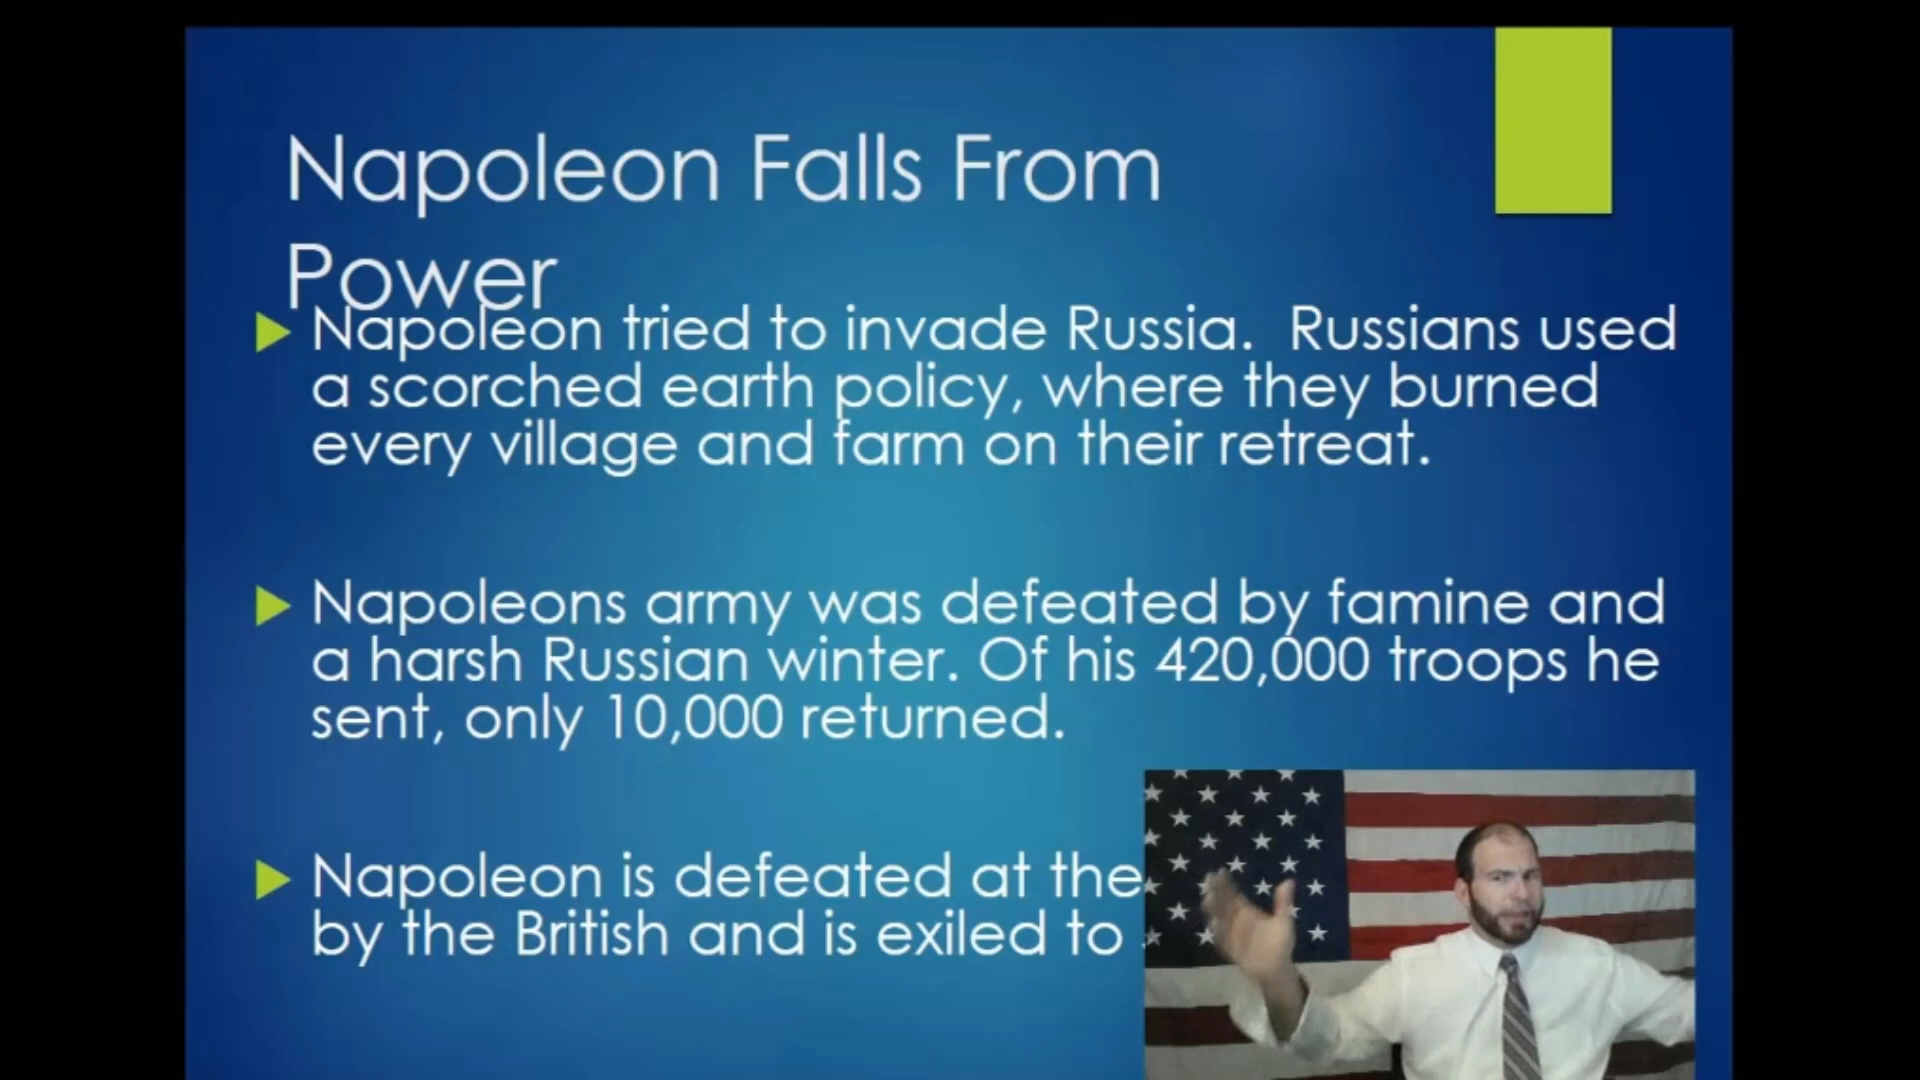 Napoleon Falls From
Power
Napoleon tried to invade Russia.  Russians used
a scorched earth policy, where they burned
every village and farm on their retreat.
Napoleons army was defeated by famine and
a harsh Russian winter. Of his 420,000 troops he
sent, only 10,000 returned.
Napoleon is defeated at the
by the British and is exiled to